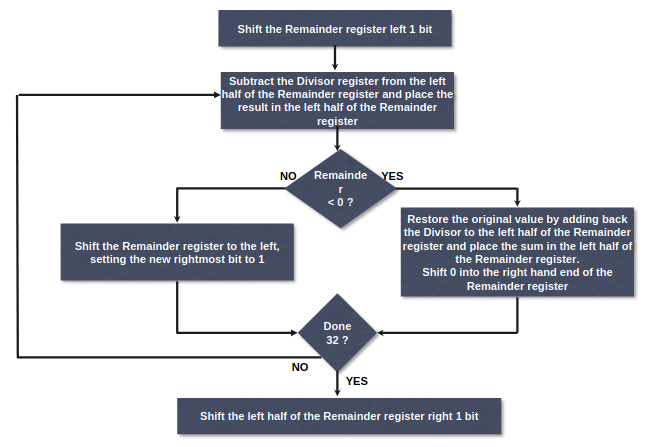 Shift the Remainder register left 1 bit
Subtract the Divisor register from the left
half of the Remainder register and place the
result in the left half of the Remainder
register
NO
Remainde
r
< 0 ?
YES
Shift the Remainder register to the left,
setting the new rightmost bit to 1
Restore the original value by adding back
the Divisor to the left half of the Remainder
register and place the sum in the left half of
the Remainder register.
Shift 0 into the right hand end of the
Remainder register
Done
32 ?
NO
YES
Shift the left half of the Remainder register right 1 bit